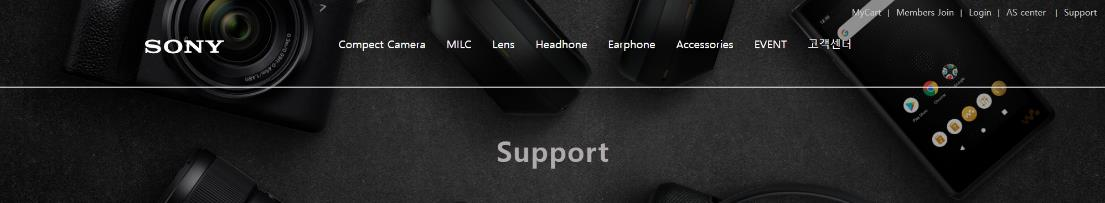 MyCart | Members Join | Login | AS center | Support
SONY Compect Camera MILC Lens Headhone Earphone Accessories EVENT 고객센터
Support